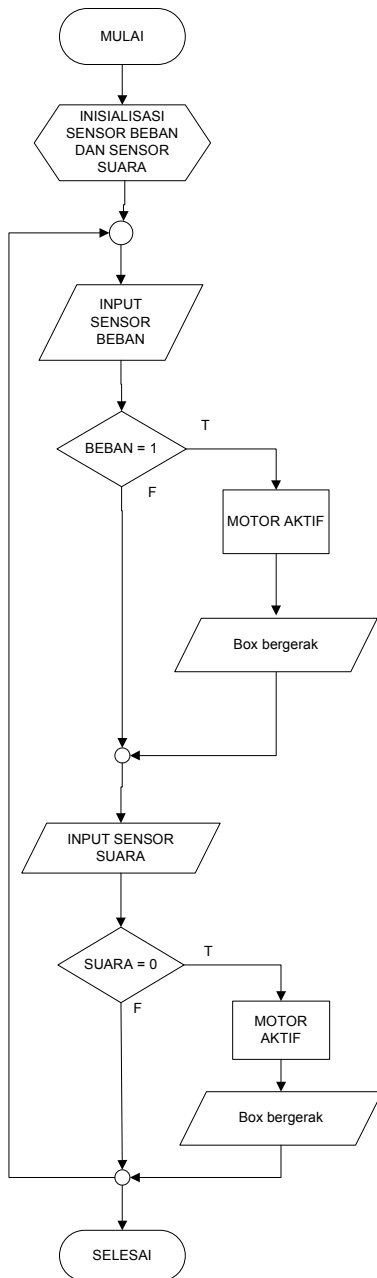 MULAI
INISIALISASI
SENSOR BEBAN
DAN SENSOR
SUARA
INPUT
SENSOR
BEBAN
BEBAN = 1
T
F
MOTOR AKTIF
Box bergerak
INPUT SENSOR
SUARA
SUARA = 0
T
F
MOTOR
AKTIF
Box bergerak
SELESAI